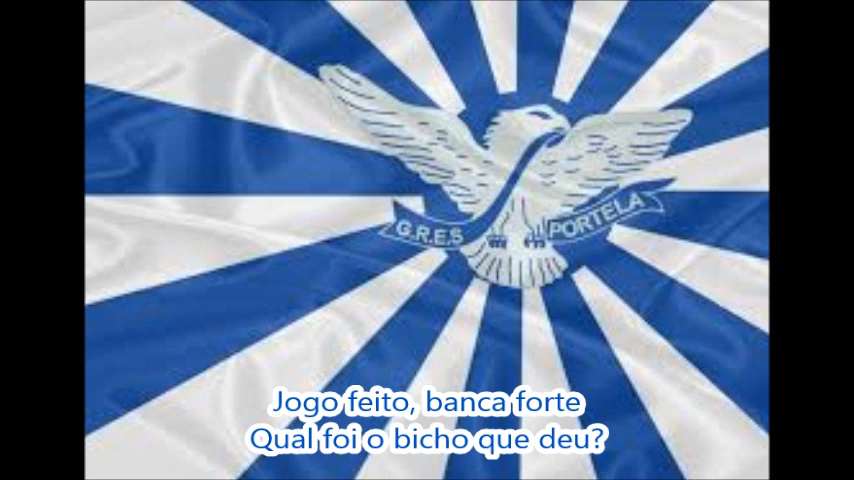 G.R.E.S PORTELA
Jogo feito, banca forte
Qual foi o bicho que deu?